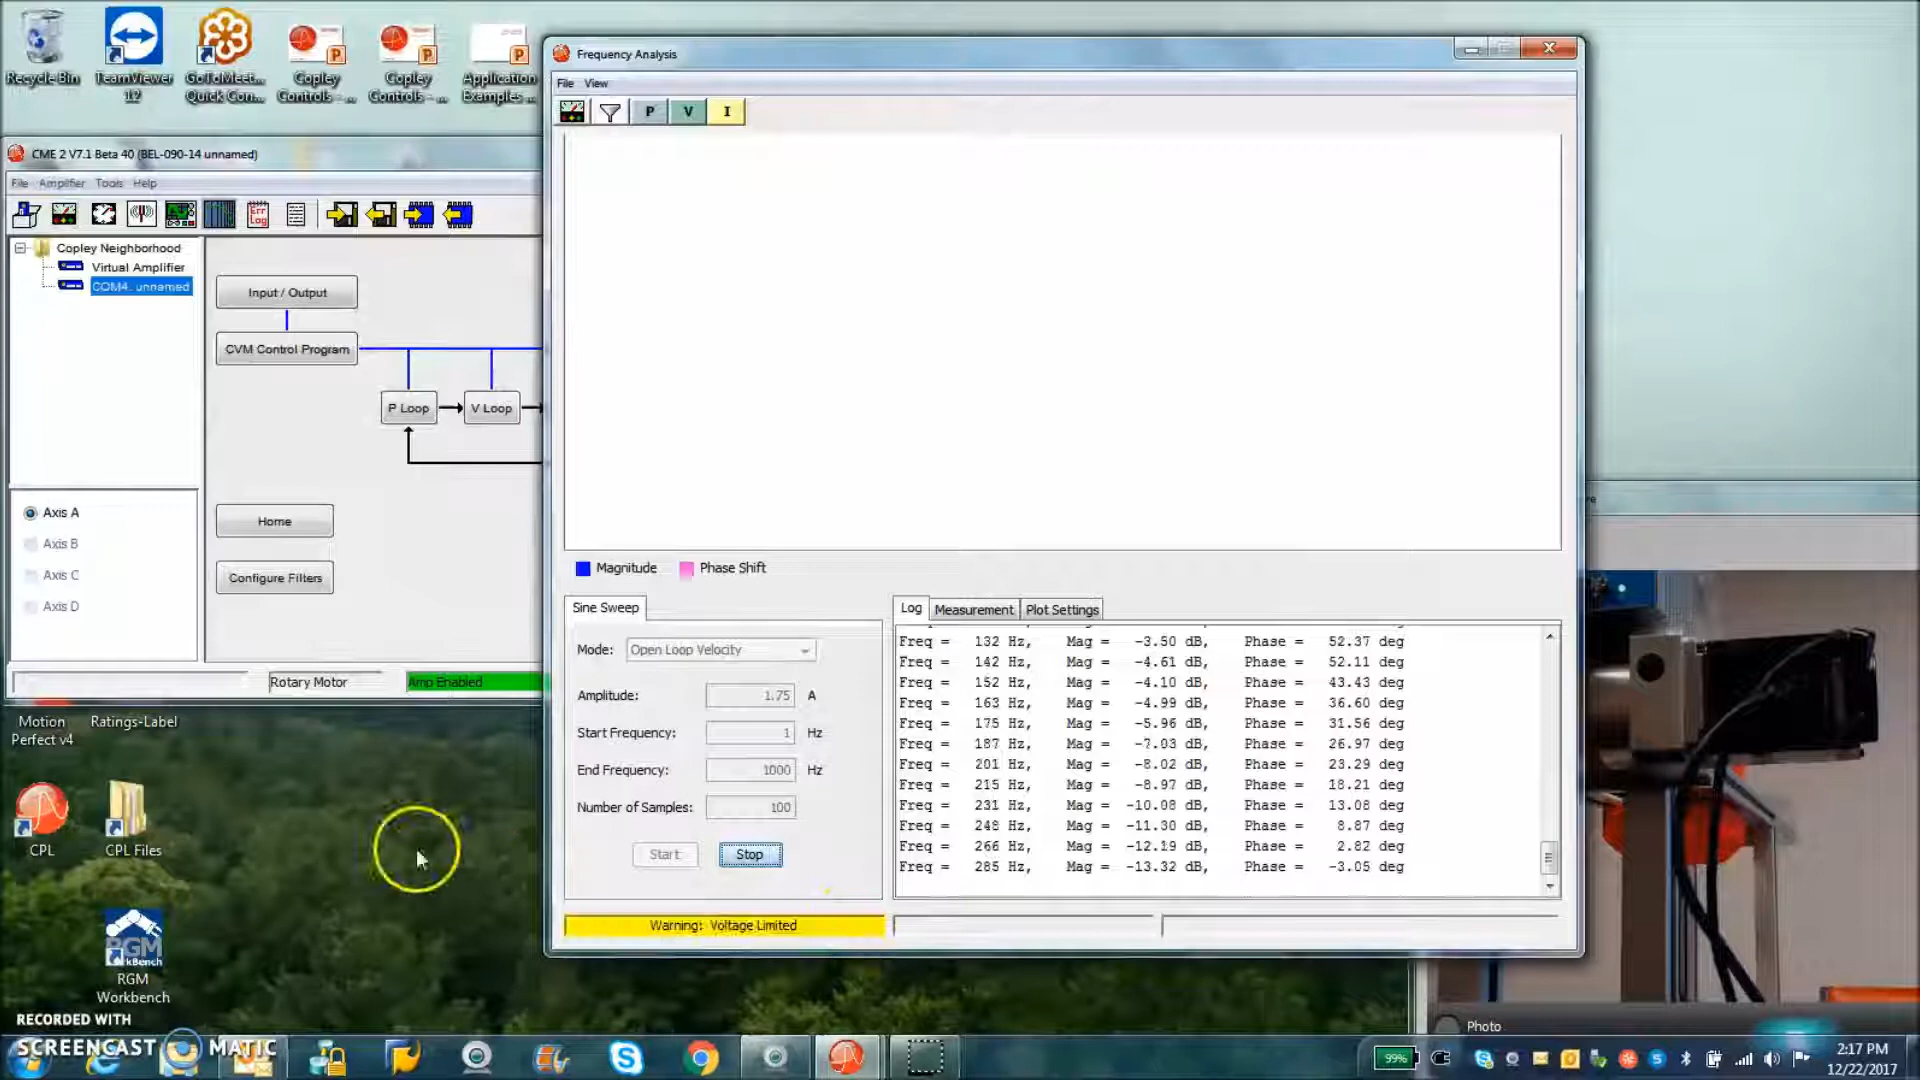 Recycle Bin
TeamViewer
12
GoToMeet...
Quick Con...
Copley
Controls - ...
Copley
Controls - ...
Application
Examples ...
CME 2 V7.1 Beta 40 (BEL-090-14 unnamed)
File Amplifier Tools Help
Err
Log
Copley Neighborhood
Virtual Amplifier
COM4. unnamed
Input / Output
CVM Control Program
P Loop
V Loop
Axis A
Axis B
Axis C
Axis D
Home
Configure Filters
Rotary Motor
Amp Enabled
Frequency Analysis
File View
P V I
Magnitude
Phase Shift
Sine Sweep
Mode: Open Loop Velocity
Amplitude: 1.75 A
Start Frequency: 1 Hz
End Frequency: 1000 Hz
Number of Samples: 100
Start
Stop
Warning: Voltage Limited
Log Measurement Plot Settings
Freq = 132 Hz, Mag = -3.50 dB, Phase = 52.37 deg
Freq = 142 Hz, Mag = -4.61 dB, Phase = 52.11 deg
Freq = 152 Hz, Mag = -4.10 dB, Phase = 43.43 deg
Freq = 163 Hz, Mag = -4.99 dB, Phase = 36.60 deg
Freq = 175 Hz, Mag = -5.96 dB, Phase = 31.56 deg
Freq = 187 Hz, Mag = -7.03 dB, Phase = 26.97 deg
Freq = 201 Hz, Mag = -8.02 dB, Phase = 23.29 deg
Freq = 215 Hz, Mag = -8.97 dB, Phase = 18.21 deg
Freq = 231 Hz, Mag = -10.08 dB, Phase = 13.08 deg
Freq = 248 Hz, Mag = -11.30 dB, Phase = 8.87 deg
Freq = 266 Hz, Mag = -12.19 dB, Phase = 2.82 deg
Freq = 285 Hz, Mag = -13.32 dB, Phase = -3.05 deg
Motion
Perfect v4
Ratings-Label
CPL
CPL Files
RGM
RGM
Workbench
Photo
RECORDED WITH
SCREENCAST MATIC
99%
2:17 PM
12/22/2017